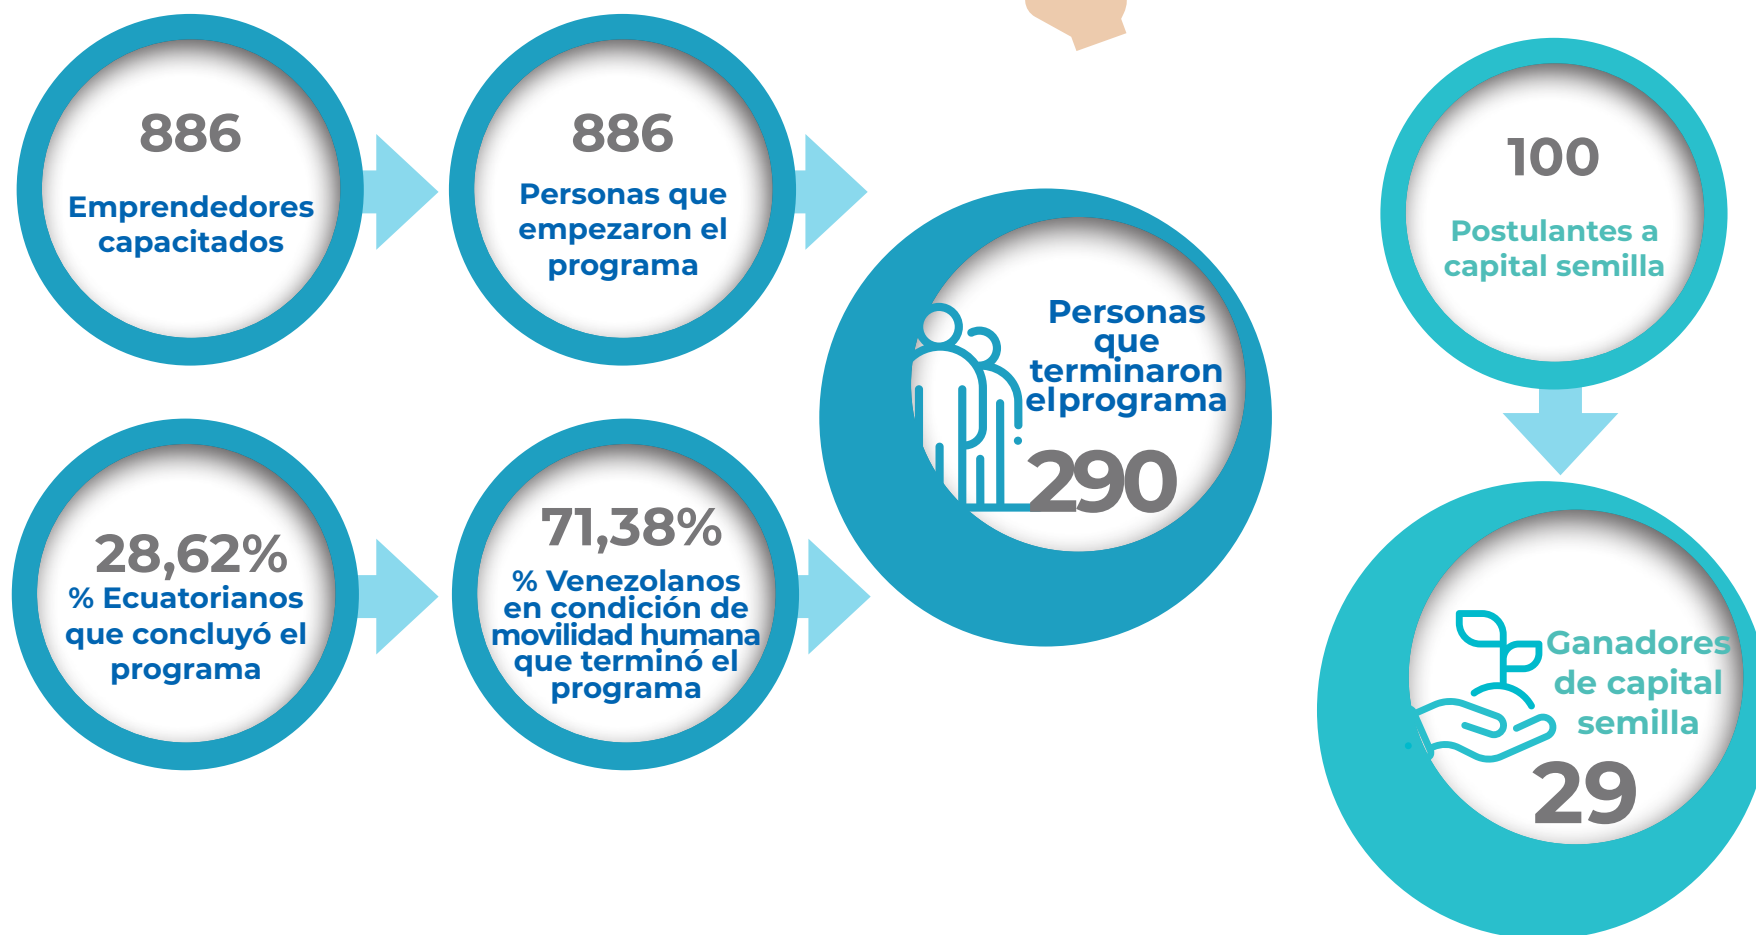 886
Emprendedores
capacitados
886
Personas que
empezaron el
programa
28,62%
% Ecuatorianos
que concluyó el
programa
71,38%
% Venezolanos
en condición de
movilidad humana
que terminó el
programa
Personas
que
terminaron
elprograma
290
100
Postulantes a
capital semilla
Ganadores
de capital
semilla
29